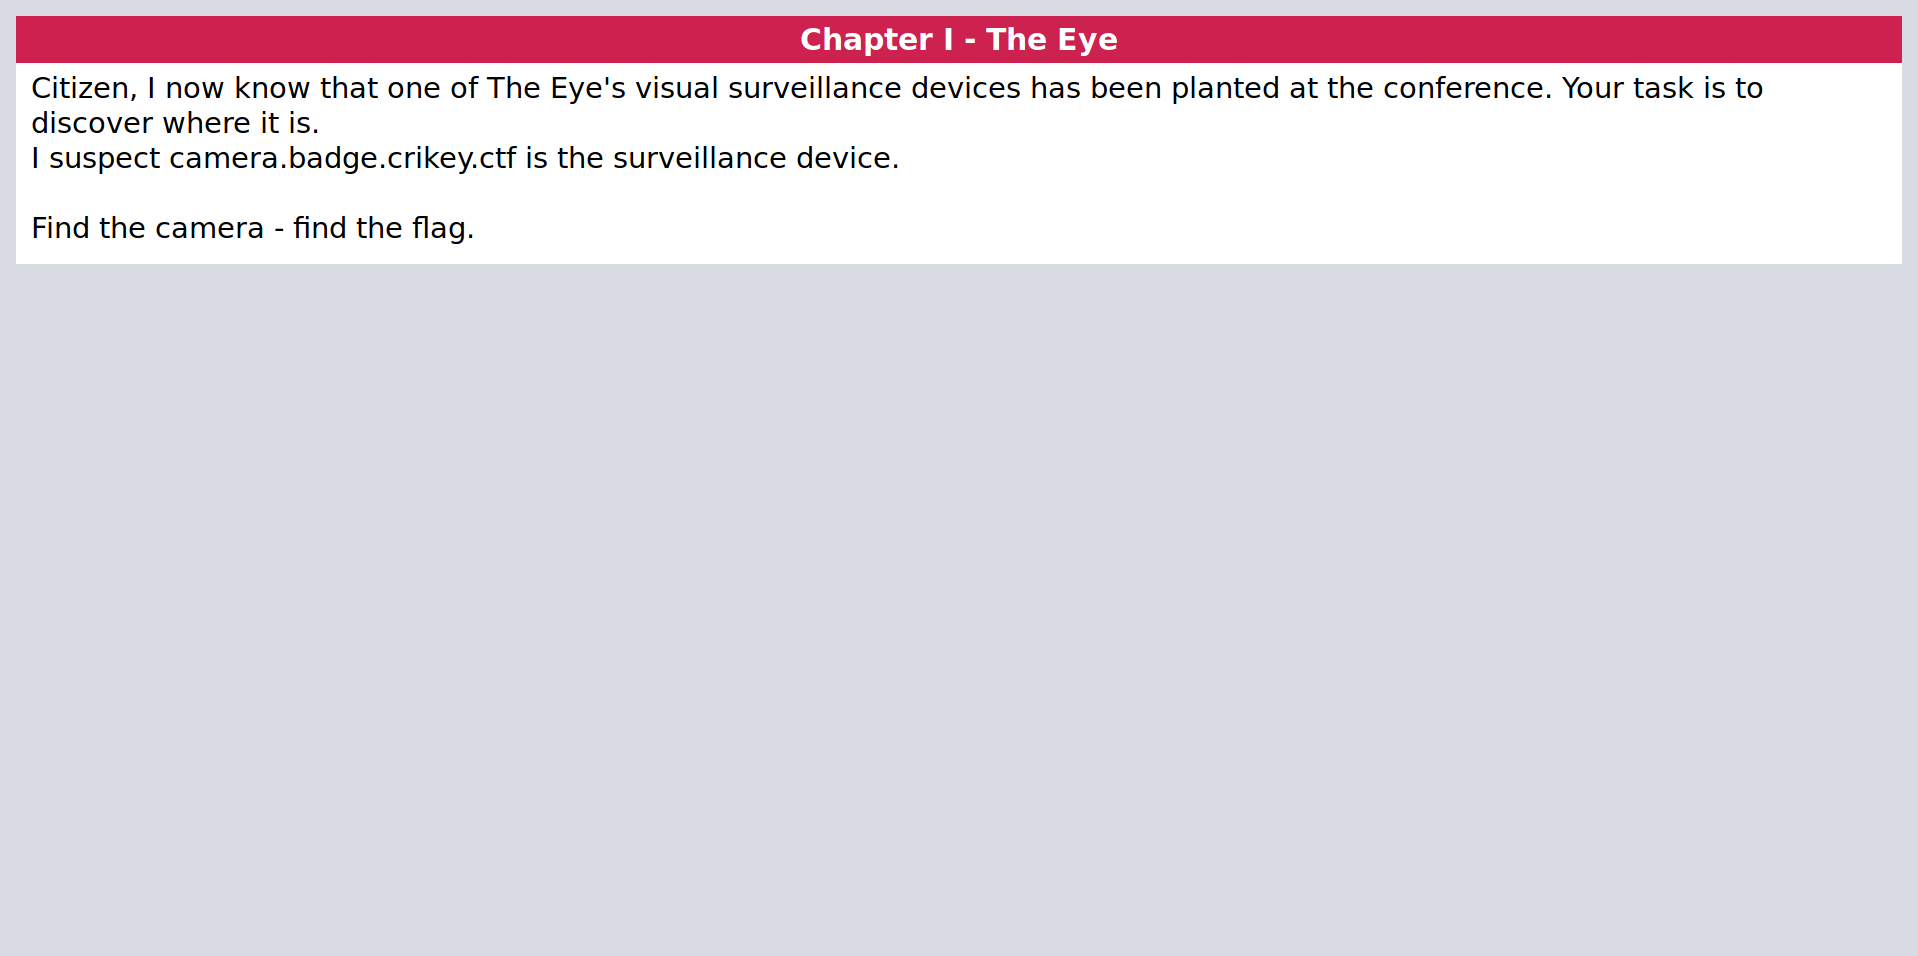 Chapter I - The Eye
Citizen, I now know that one of The Eye's visual surveillance devices has been planted at the conference. Your task is to
discover where it is.
I suspect camera.badge.crikey.ctf is the surveillance device.
Find the camera - find the flag.